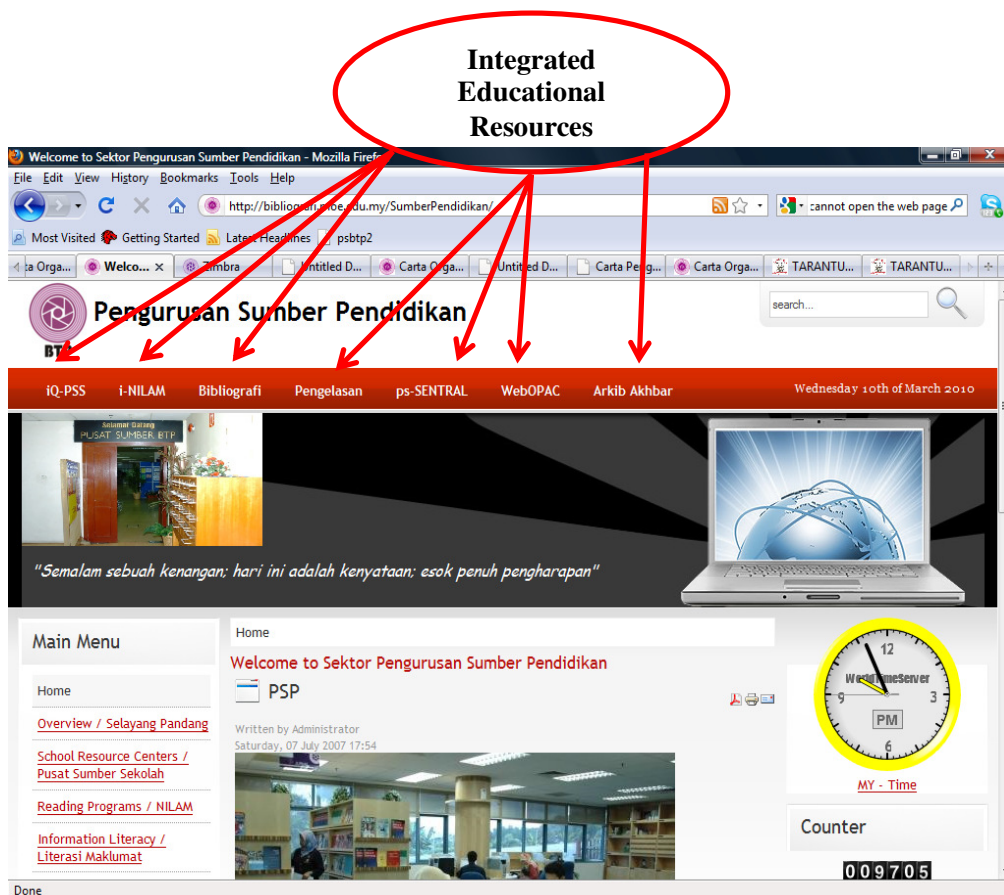 Integrated
Educational
Resources
Welcome to Sektor Pengurusan Sumber Pendidikan - Mozilla Firefox
File Edit View History Bookmarks Tools Help
http://bibliografi.moe.edu.my/SumberPendidikan/
cannot open the web page
Most Visited Getting Started Latest Headlines psbtp2
ta Orga... Welco... Zimbra Untitled D... Carta Orga... Untitled D... Carta Peng... Carta Orga... TARANTU... TARANTU...
Pengurusan Sumber Pendidikan
search...
BTP
iQ-PSS i-NILAM Bibliografi Pengelasan ps-SENTRAL WebOPAC Arkib Akhbar Wednesday 10th of March 2010
Selamat Datang
PUSAT SUMBER BTP
"Semalam sebuah kenangan; hari ini adalah kenyataan; esok penuh pengharapan"
Main Menu
Home
Overview / Selayang Pandang
School Resource Centers /
Pusat Sumber Sekolah
Reading Programs / NILAM
Information Literacy /
Literasi Maklumat
Home
Welcome to Sektor Pengurusan Sumber Pendidikan
PSP
Written by Administrator
Saturday, 07 July 2007 17:54
12
WorldTimeServer
9 3
PM
6
MY - Time
Counter
009705
Done